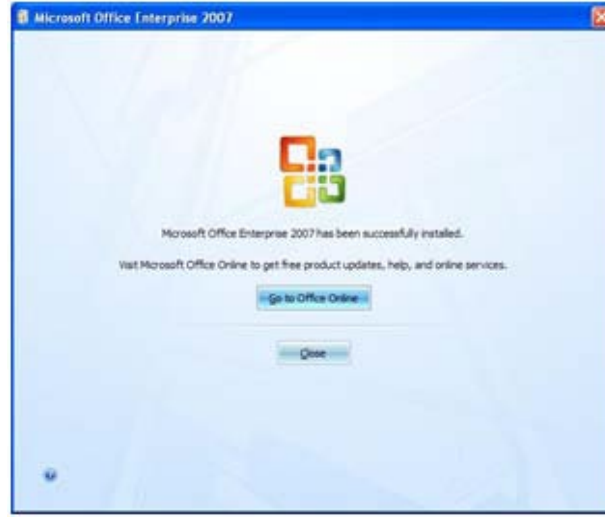 Microsoft Office Enterprise 2007
Microsoft Office Enterprise 2007 has been successfully installed.
Visit Microsoft Office Online to get free product updates, help, and online services.
Go to Office Online
Close